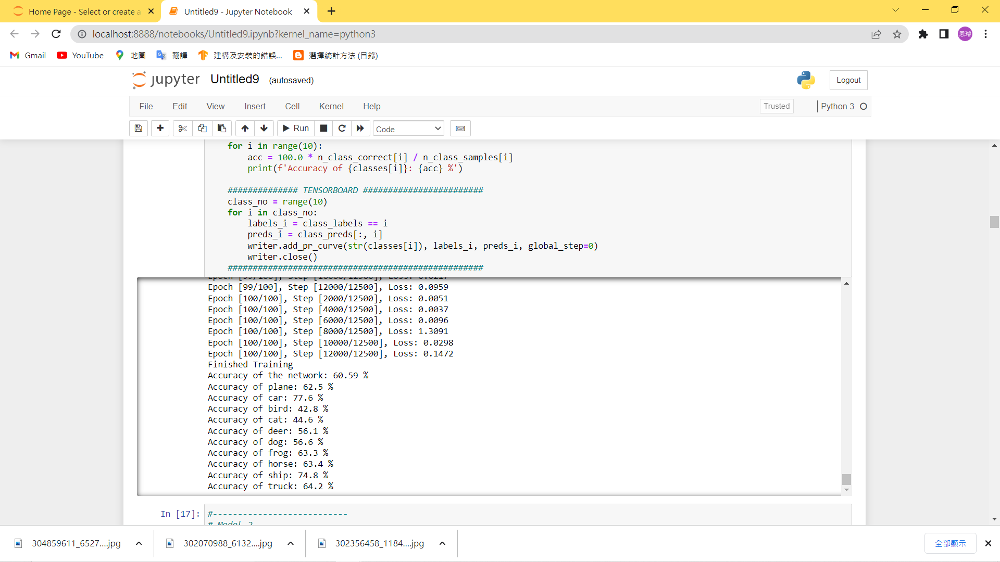 Home Page - Select or create a
Untitled9 - Jupyter Notebook
localhost:8888/notebooks/Untitled9.ipynb?kernel_name=python3
恩璿
Gmail
YouTube
地圖
翻譯
建構及安裝的錯誤...
選擇統計方法 (目錄)
jupyter
Untitled9
(autosaved)
Logout
File
Edit
View
Insert
Cell
Kernel
Help
Trusted
Python 3
Run
Code
for i in range(10):
acc = 100.0 * n_class_correct[i] / n_class_samples[i]
print(f'Accuracy of {classes[i]}: {acc} %')
############## TENSORBOARD ########################
class_no = range(10)
for i in class_no:
labels_i = class_labels == i
preds_i = class_preds[:, i]
writer.add_pr_curve(str(classes[i]), labels_i, preds_i, global_step=0)
writer.close()
###################################################
Epoch [99/100], Step [10000/12500], Loss: 0.0217
Epoch [99/100], Step [12000/12500], Loss: 0.0959
Epoch [100/100], Step [2000/12500], Loss: 0.0051
Epoch [100/100], Step [4000/12500], Loss: 0.0037
Epoch [100/100], Step [6000/12500], Loss: 0.0096
Epoch [100/100], Step [8000/12500], Loss: 1.3091
Epoch [100/100], Step [10000/12500], Loss: 0.0298
Epoch [100/100], Step [12000/12500], Loss: 0.1472
Finished Training
Accuracy of the network: 60.59 %
Accuracy of plane: 62.5 %
Accuracy of car: 77.6 %
Accuracy of bird: 42.8 %
Accuracy of cat: 44.6 %
Accuracy of deer: 56.1 %
Accuracy of dog: 56.6 %
Accuracy of frog: 63.3 %
Accuracy of horse: 63.4 %
Accuracy of ship: 74.8 %
Accuracy of truck: 64.2 %
In [17]:
#---------------------------
# Model 2
304859611_6527....jpg
302070988_6132....jpg
302356458_1184....jpg
全部顯示